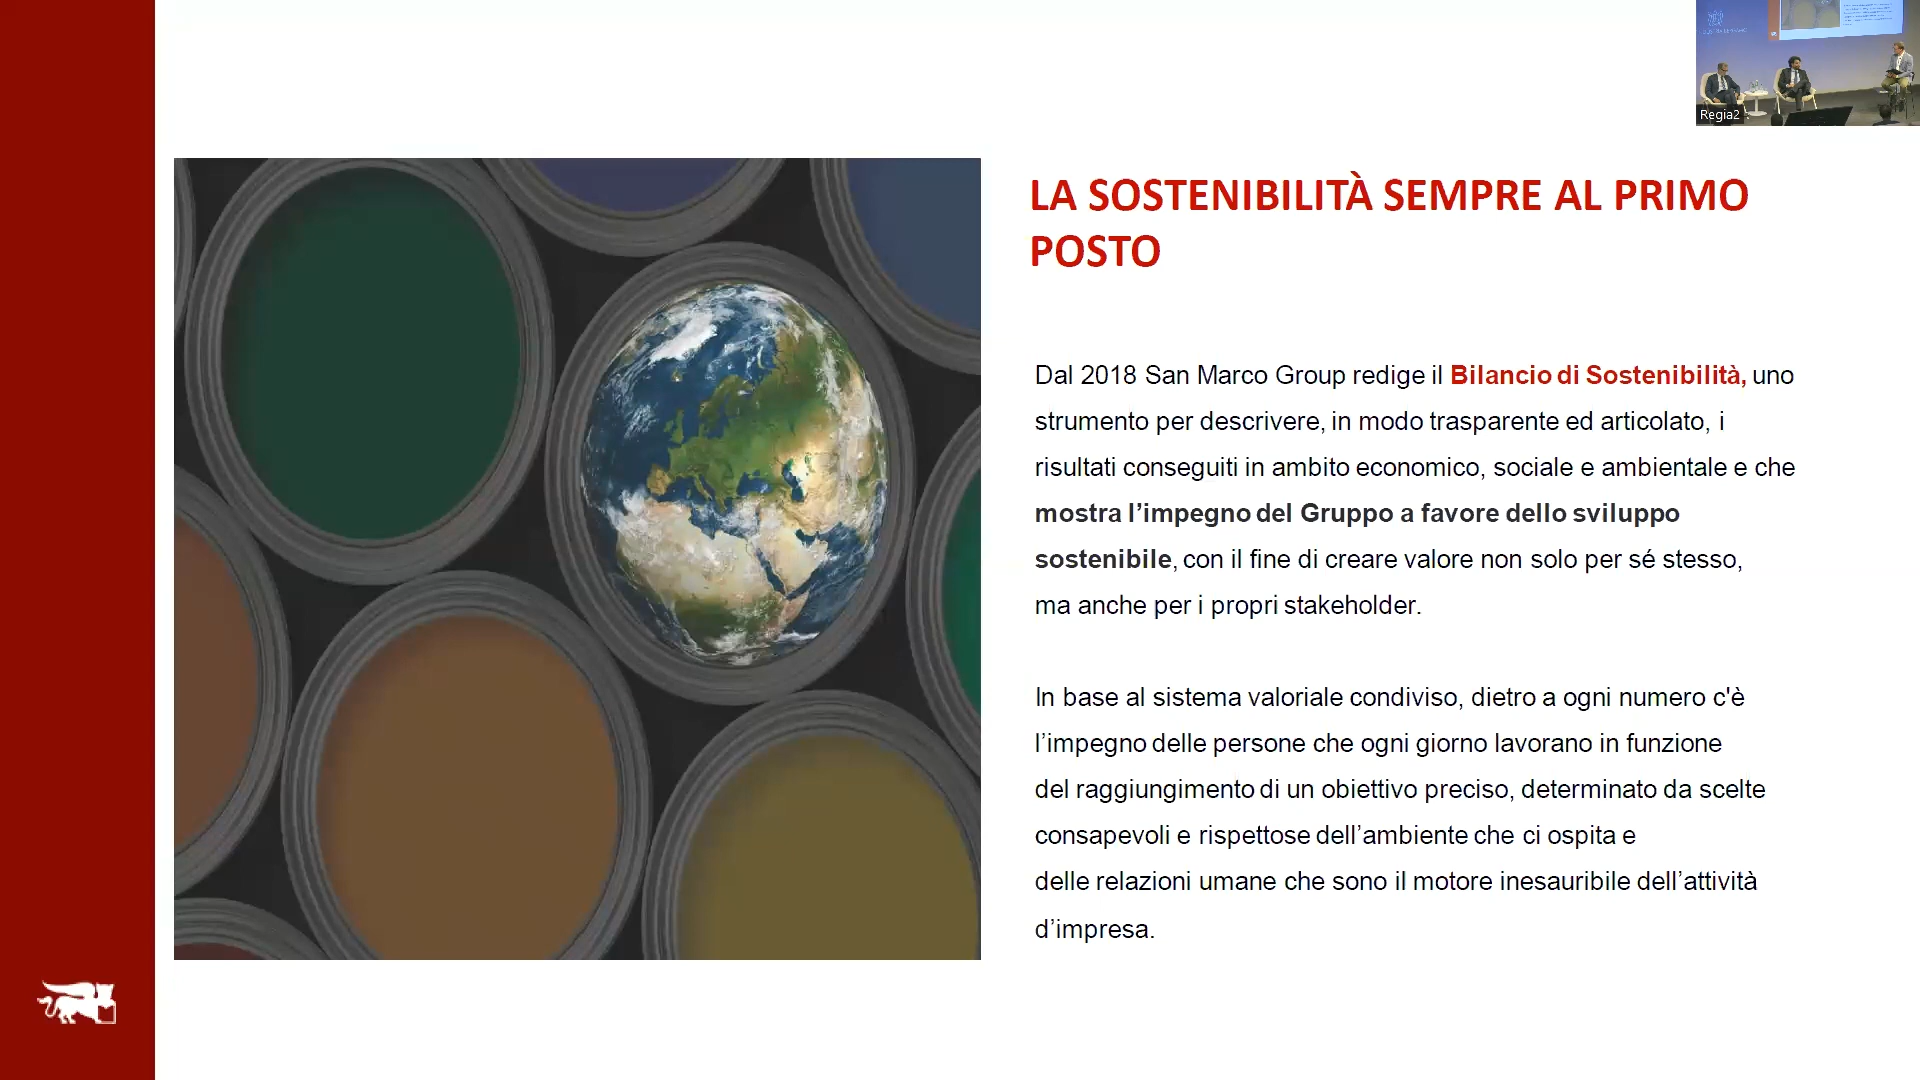 Regia2
LA SOSTENIBILITÀ SEMPRE AL PRIMO
POSTO
Dal 2018 San Marco Group redige il Bilancio di Sostenibilità, uno
strumento per descrivere, in modo trasparente ed articolato, i
risultati conseguiti in ambito economico, sociale e ambientale e che
mostra l’impegno del Gruppo a favore dello sviluppo
sostenibile, con il fine di creare valore non solo per sé stesso,
ma anche per i propri stakeholder.
In base al sistema valoriale condiviso, dietro a ogni numero c'è
l’impegno delle persone che ogni giorno lavorano in funzione
del raggiungimento di un obiettivo preciso, determinato da scelte
consapevoli e rispettose dell’ambiente che ci ospita e
delle relazioni umane che sono il motore inesauribile dell’attività
d’impresa.